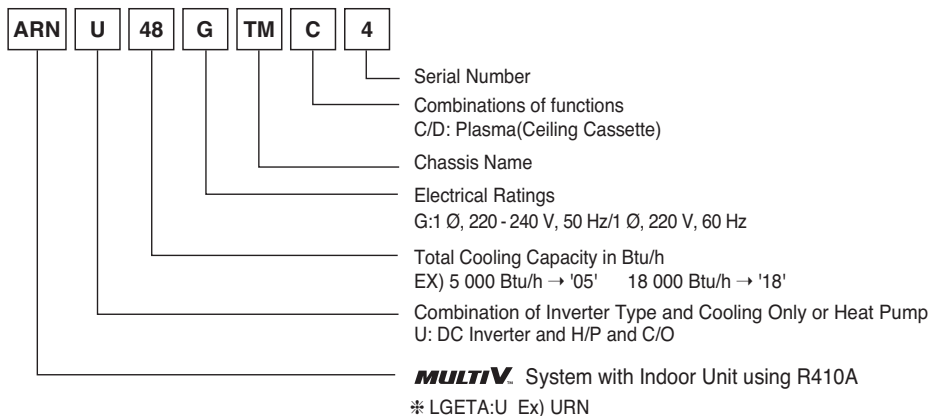 ARN U 48 G TM C 4
Serial Number
Combinations of functions
C/D: Plasma(Ceiling Cassette)
Chassis Name
Electrical Ratings
G:1 Ø, 220 - 240 V, 50 Hz/1 Ø, 220 V, 60 Hz
Total Cooling Capacity in Btu/h
EX) 5 000 Btu/h → '05' 18 000 Btu/h → '18'
Combination of Inverter Type and Cooling Only or Heat Pump
U: DC Inverter and H/P and C/O
MULTI V™ System with Indoor Unit using R410A
❈ LGETA:U Ex) URN